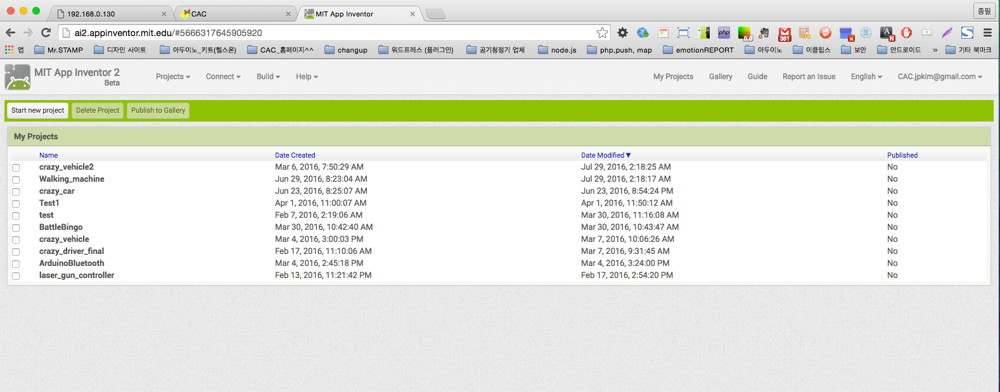 192.168.0.130 CAC MIT App Inventor 종필
ai2.appinventor.mit.edu/#5666317645905920
앱 Mr.STAMP 디자인 사이트 아두이노_키트(헬스온) CAC_홈페이지^^ changup 워드프레스 (플러그인) 공기청정기 업체 node.js php,push, map emotionREPORT 아두이노 이클립스 보안 안드로이드 » 기타 북마크
MIT App Inventor 2
Beta
Projects Connect Build Help My Projects Gallery Guide Report an Issue English CAC.jpkim@gmail.com
Start new project Delete Project Publish to Gallery
My Projects
Name Date Created Date Modified Published
crazy_vehicle2 Mar 6, 2016, 7:50:29 AM Jul 29, 2016, 2:18:25 AM No
Walking_machine Jun 29, 2016, 8:23:04 AM Jul 29, 2016, 2:18:17 AM No
crazy_car Jun 23, 2016, 8:25:07 AM Jun 23, 2016, 8:54:24 PM No
Test1 Apr 1, 2016, 11:00:07 AM Apr 1, 2016, 11:50:12 AM No
test Feb 7, 2016, 2:19:06 AM Mar 30, 2016, 11:16:08 AM No
BattleBingo Mar 30, 2016, 10:42:40 AM Mar 30, 2016, 10:43:47 AM No
crazy_vehicle Mar 4, 2016, 3:00:03 PM Mar 7, 2016, 10:06:26 AM No
crazy_driver_final Feb 17, 2016, 11:10:06 AM Mar 7, 2016, 9:31:45 AM No
ArduinoBluetooth Mar 4, 2016, 2:45:18 PM Mar 4, 2016, 3:24:00 PM No
laser_gun_controller Feb 13, 2016, 11:21:42 PM Feb 17, 2016, 2:54:20 PM No